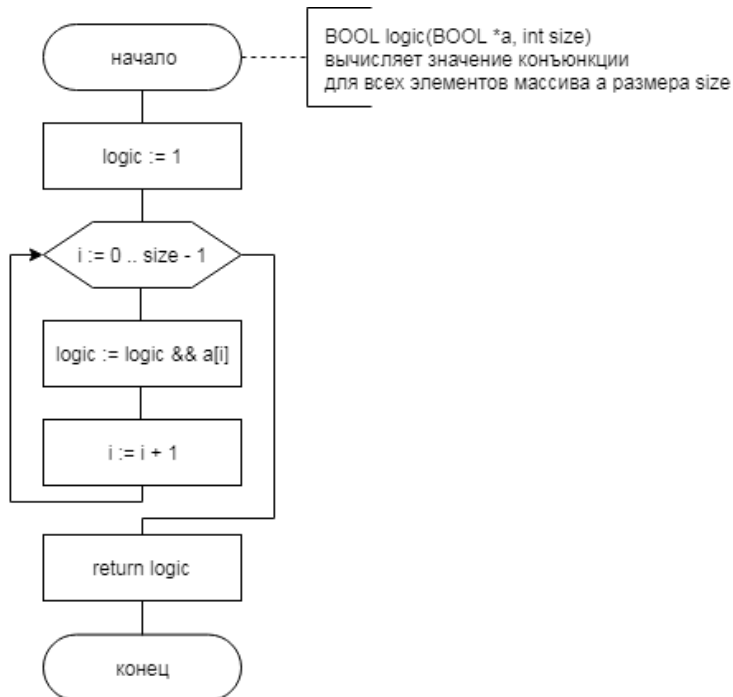 начало
BOOL logic(BOOL *a, int size)
вычисляет значение конъюнкции
для всех элементов массива a размера size
logic := 1
i := 0 .. size - 1
logic := logic && a[i]
i := i + 1
return logic
конец